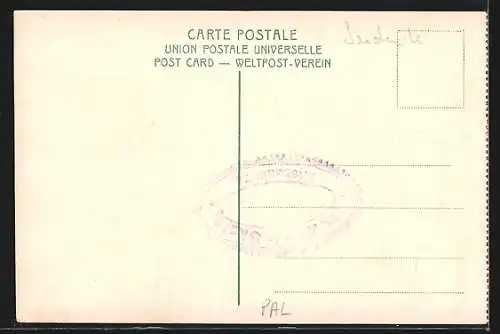 CARTE POSTALE
UNION POSTALE UNIVERSELLE
POST CARD — WELTPOST-VEREIN
PAL